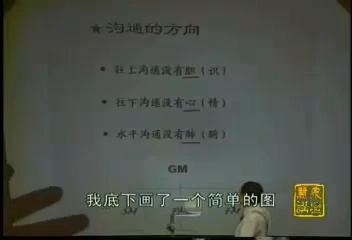 ★沟通的方向
• 往上沟通没有胆（识）
• 往下沟通没有心（情）
• 水平沟通没有肺（腑）
GM
我底下画了一个简单的图